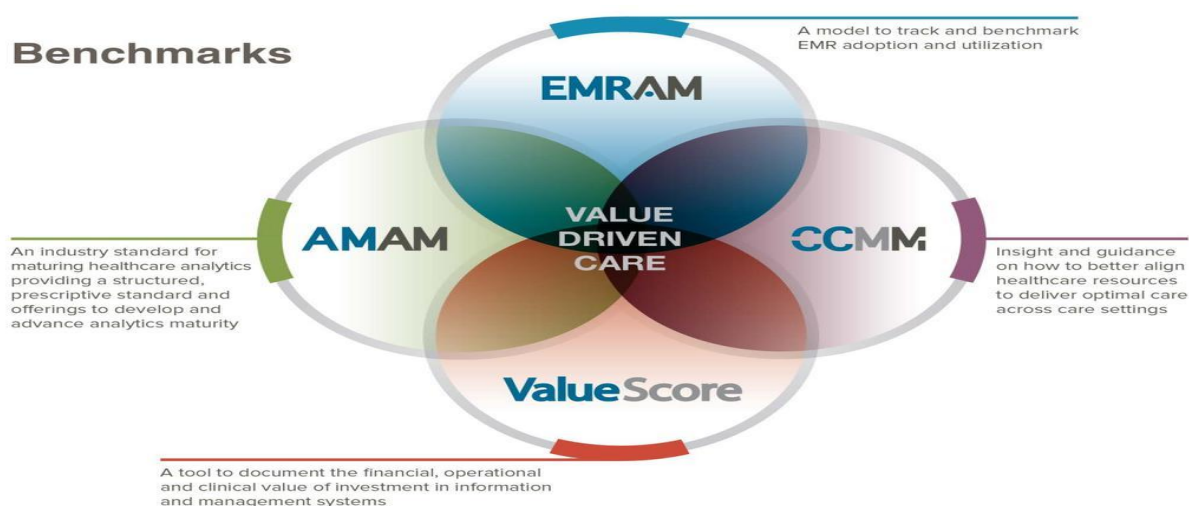 Benchmarks
A model to track and benchmark
EMR adoption and utilization
EMRAM
AMAM
VALUE
DRIVEN
CARE
CCMM
An industry standard for
maturing healthcare analytics
providing a structured,
prescriptive standard and
offerings to develop and
advance analytics maturity
Insight and guidance
on how to better align
healthcare resources
to deliver optimal care
across care settings
ValueScore
A tool to document the financial, operational
and clinical value of investment in information
and management systems